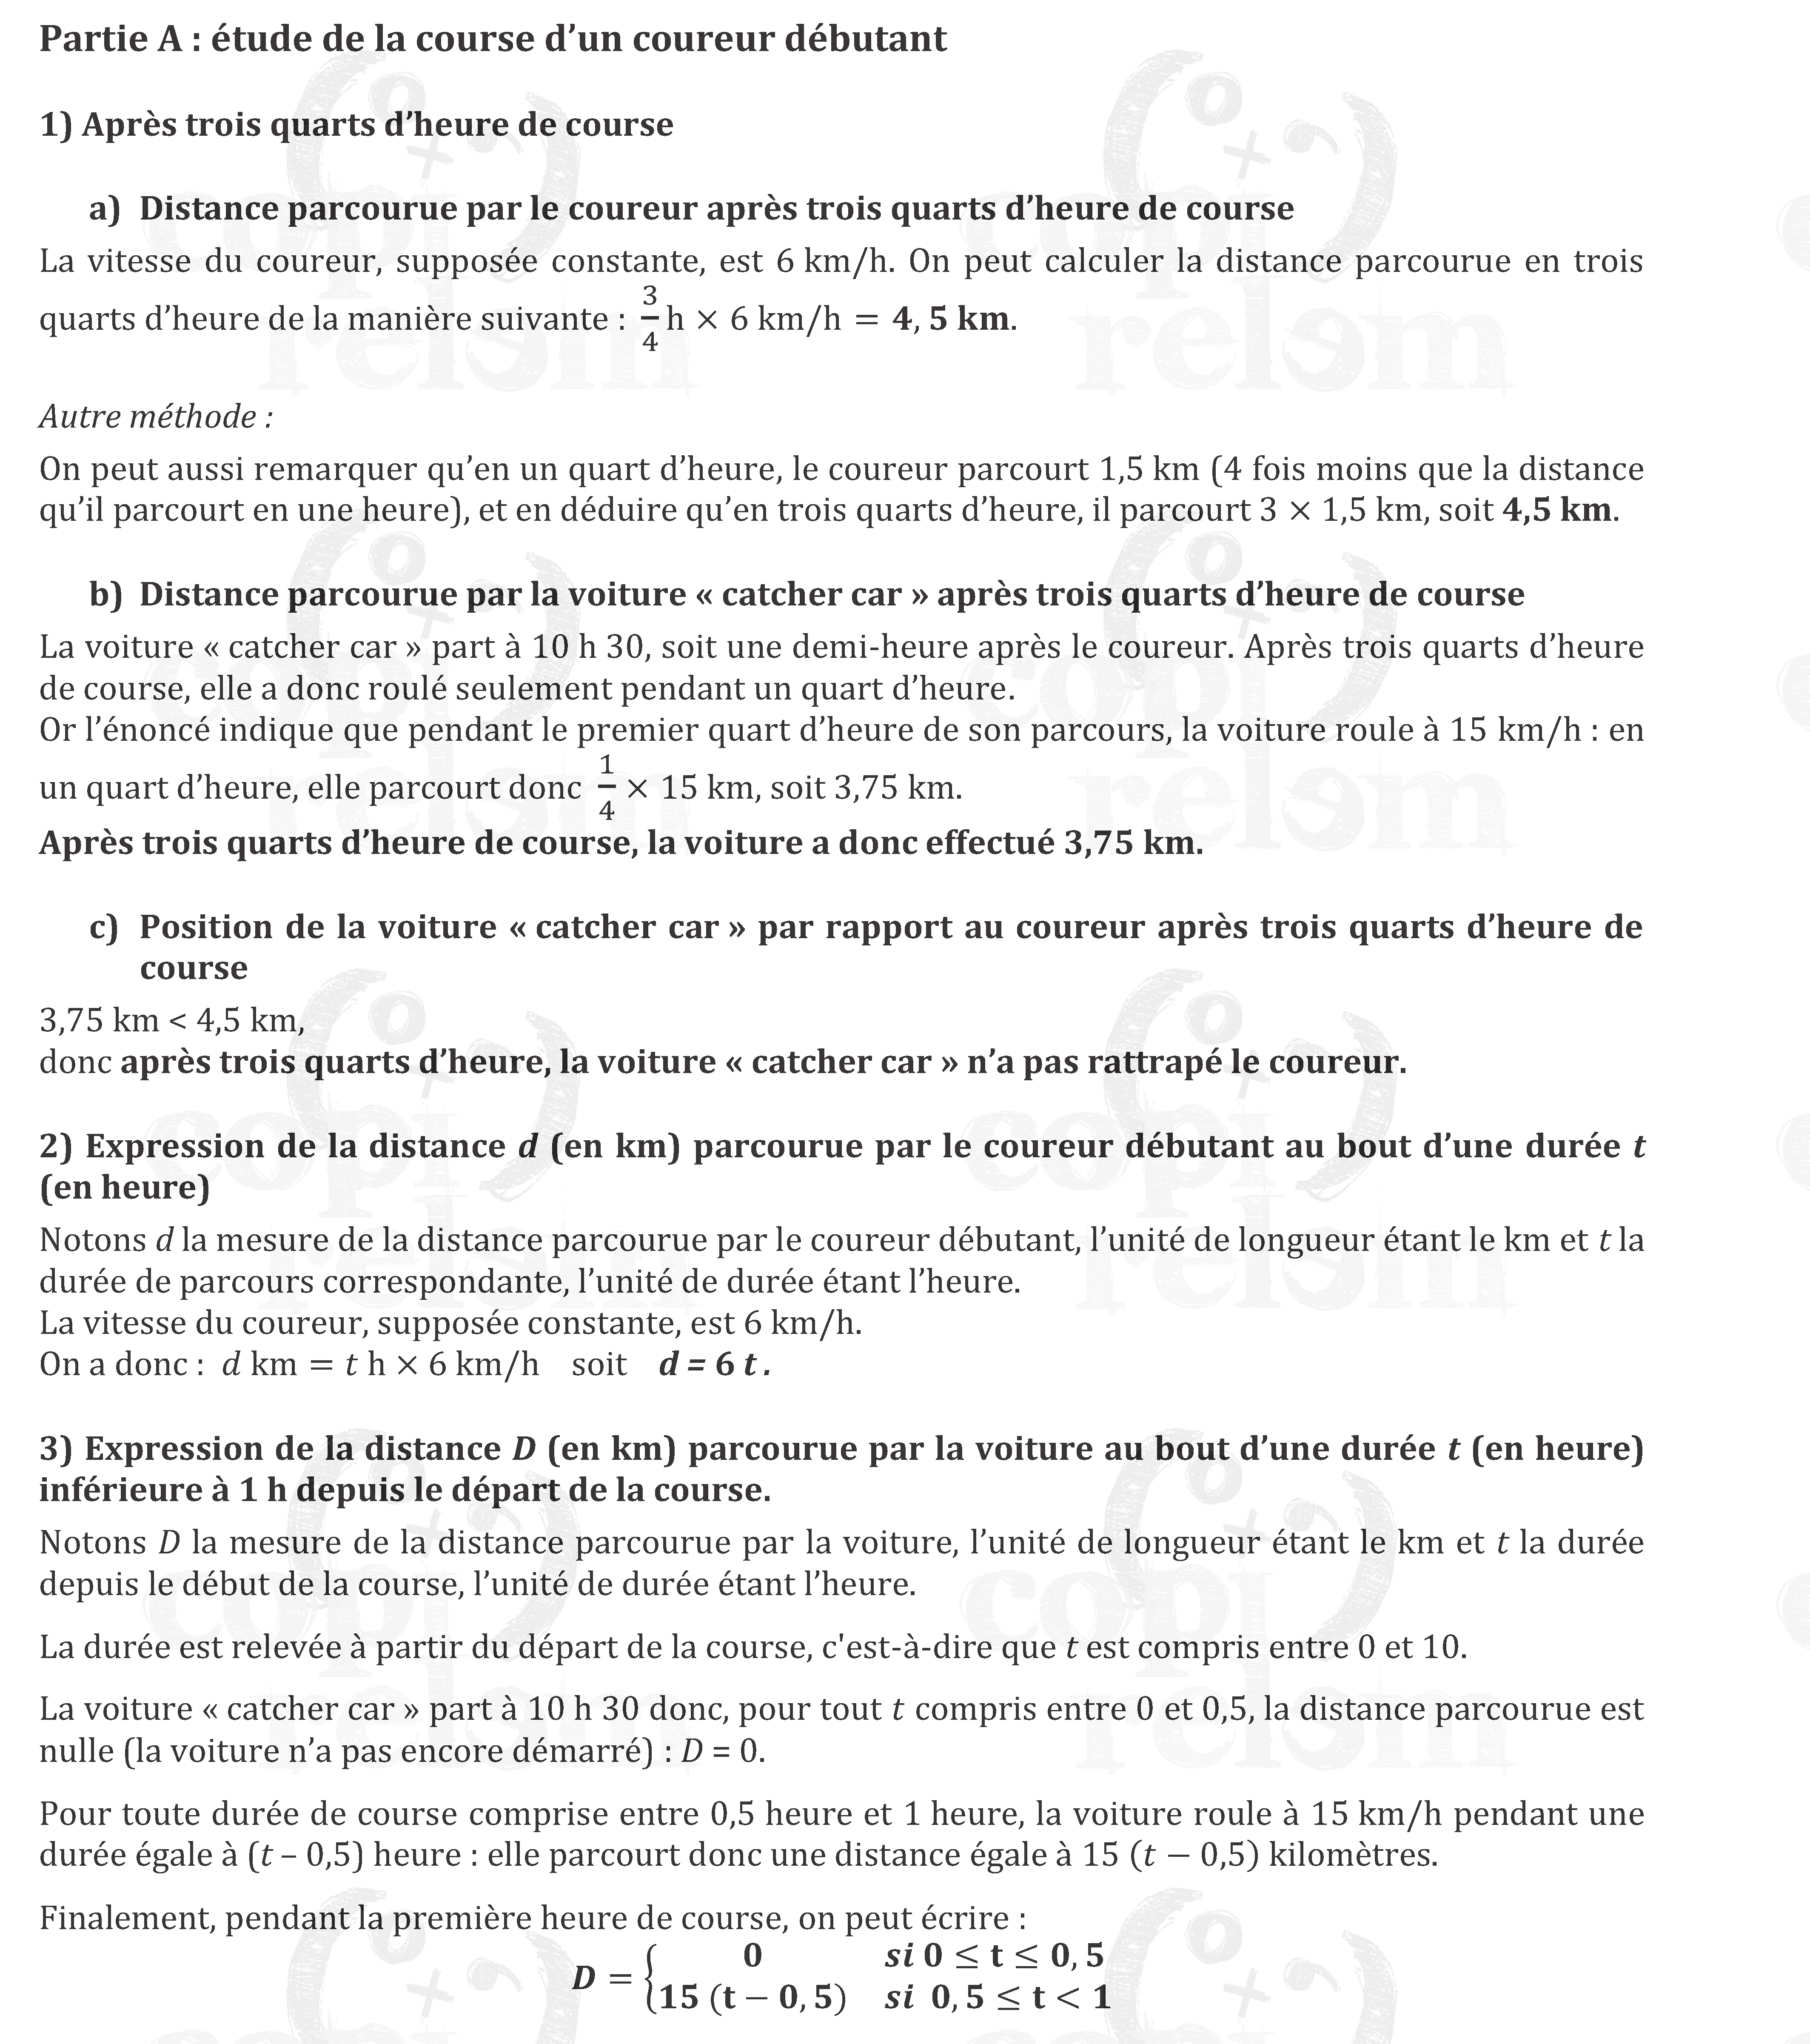 Partie A : étude de la course d’un coureur débutant
1) Après trois quarts d’heure de course
a) Distance parcourue par le coureur après trois quarts d’heure de course
La vitesse du coureur, supposée constante, est 6 km/h. On peut calculer la distance parcourue en trois
quarts d’heure de la manière suivante : 3/4 h × 6 km/h = 4, 5 km.
Autre méthode :
On peut aussi remarquer qu’en un quart d’heure, le coureur parcourt 1,5 km (4 fois moins que la distance
qu’il parcourt en une heure), et en déduire qu’en trois quarts d’heure, il parcourt 3 × 1,5 km, soit 4,5 km.
b) Distance parcourue par la voiture « catcher car » après trois quarts d’heure de course
La voiture « catcher car » part à 10 h 30, soit une demi-heure après le coureur. Après trois quarts d’heure
de course, elle a donc roulé seulement pendant un quart d’heure.
Or l’énoncé indique que pendant le premier quart d’heure de son parcours, la voiture roule à 15 km/h : en
un quart d’heure, elle parcourt donc 1/4 × 15 km, soit 3,75 km.
Après trois quarts d’heure de course, la voiture a donc effectué 3,75 km.
c) Position de la voiture « catcher car » par rapport au coureur après trois quarts d’heure de
course
3,75 km < 4,5 km,
donc après trois quarts d’heure, la voiture « catcher car » n’a pas rattrapé le coureur.
2) Expression de la distance d (en km) parcourue par le coureur débutant au bout d’une durée t
(en heure)
Notons d la mesure de la distance parcourue par le coureur débutant, l’unité de longueur étant le km et t la
durée de parcours correspondante, l’unité de durée étant l’heure.
La vitesse du coureur, supposée constante, est 6 km/h.
On a donc : d km = t h × 6 km/h soit d = 6 t .
3) Expression de la distance D (en km) parcourue par la voiture au bout d’une durée t (en heure)
inférieure à 1 h depuis le départ de la course.
Notons D la mesure de la distance parcourue par la voiture, l’unité de longueur étant le km et t la durée
depuis le début de la course, l’unité de durée étant l’heure.
La durée est relevée à partir du départ de la course, c'est-à-dire que t est compris entre 0 et 10.
La voiture « catcher car » part à 10 h 30 donc, pour tout t compris entre 0 et 0,5, la distance parcourue est
nulle (la voiture n’a pas encore démarré) : D = 0.
Pour toute durée de course comprise entre 0,5 heure et 1 heure, la voiture roule à 15 km/h pendant une
durée égale à (t – 0,5) heure : elle parcourt donc une distance égale à 15 (t − 0,5) kilomètres.
Finalement, pendant la première heure de course, on peut écrire :
D = { 0 si 0 ≤ t ≤ 0, 5
15 (t − 0, 5) si 0, 5 ≤ t < 1